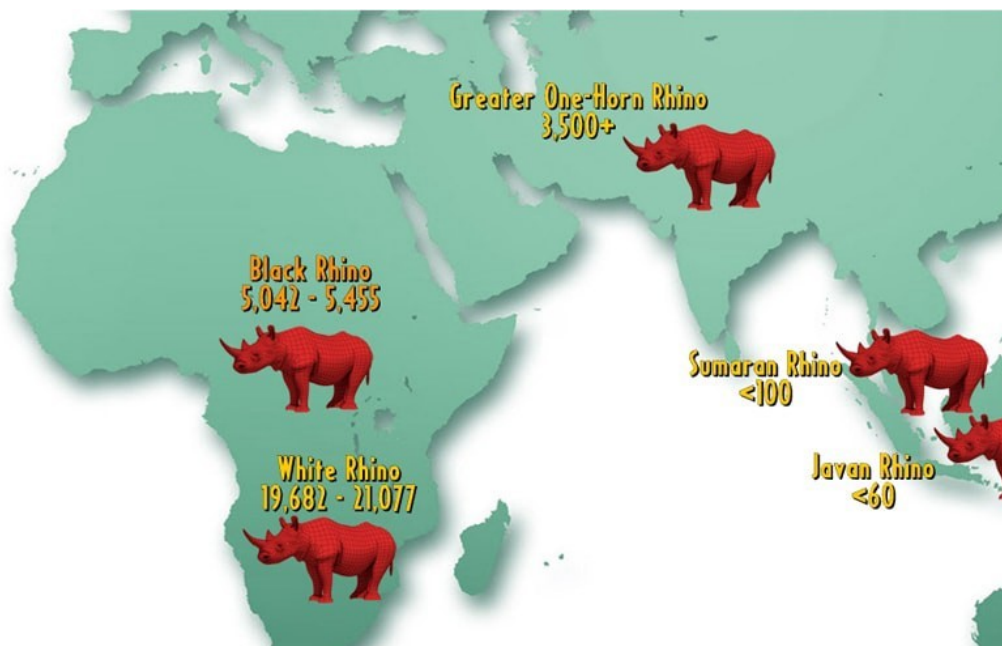 Greater One-Horn Rhino
3,500+
Black Rhino
5,042 - 5,455
Sumaran Rhino
<100
White Rhino
19,682 - 21,077
Javan Rhino
<60